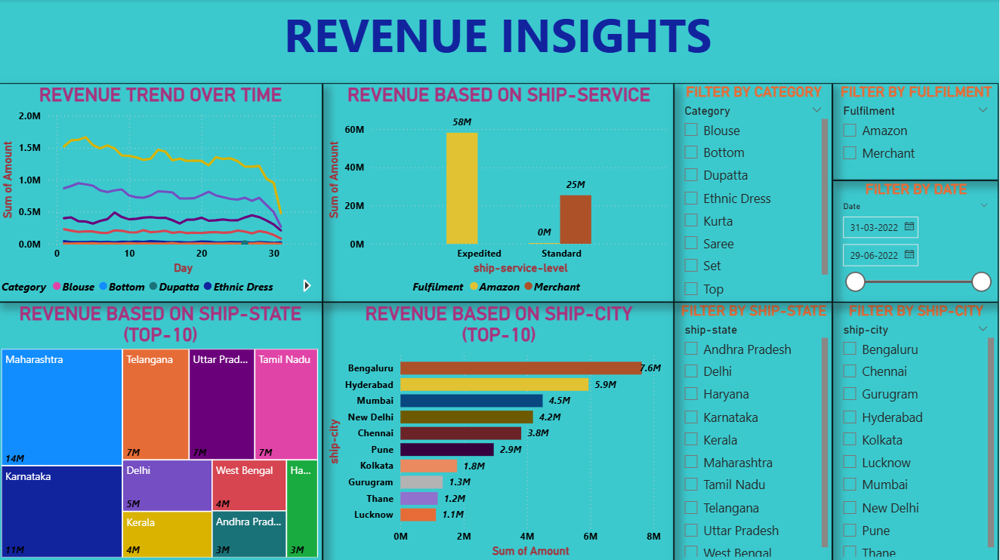 REVENUE INSIGHTS
REVENUE TREND OVER TIME
2.0M
1.5M
1.0M
0.5M
0.0M
Sum of Amount
0 10 20 30
Day
Category Blouse Bottom Dupatta Ethnic Dress
REVENUE BASED ON SHIP-SERVICE
60M
40M
20M
0M
Sum of Amount
58M
0M
25M
Expedited Standard
ship-service-level
Fulfilment Amazon Merchant
FILTER BY CATEGORY
Category
Blouse
Bottom
Dupatta
Ethnic Dress
Kurta
Saree
Set
Top
FILTER BY FULFILMENT
Fulfilment
Amazon
Merchant
FILTER BY DATE
Date
31-03-2022
29-06-2022
REVENUE BASED ON SHIP-STATE
(TOP-10)
Maharashtra
14M
Karnataka
11M
Telangana
7M
Uttar Prad...
7M
Tamil Nadu
7M
Delhi
5M
West Bengal
4M
Ha...
3M
Kerala
4M
Andhra Prad...
3M
REVENUE BASED ON SHIP-CITY
(TOP-10)
ship-city
Bengaluru 7.6M
Hyderabad 5.9M
Mumbai 4.5M
New Delhi 4.2M
Chennai 3.8M
Pune 2.9M
Kolkata 1.8M
Gurugram 1.3M
Thane 1.2M
Lucknow 1.1M
0M 2M 4M 6M 8M
Sum of Amount
FILTER BY SHIP-STATE
ship-state
Andhra Pradesh
Delhi
Haryana
Karnataka
Kerala
Maharashtra
Tamil Nadu
Telangana
Uttar Pradesh
West Bengal
FILTER BY SHIP-CITY
ship-city
Bengaluru
Chennai
Gurugram
Hyderabad
Kolkata
Lucknow
Mumbai
New Delhi
Pune
Thane